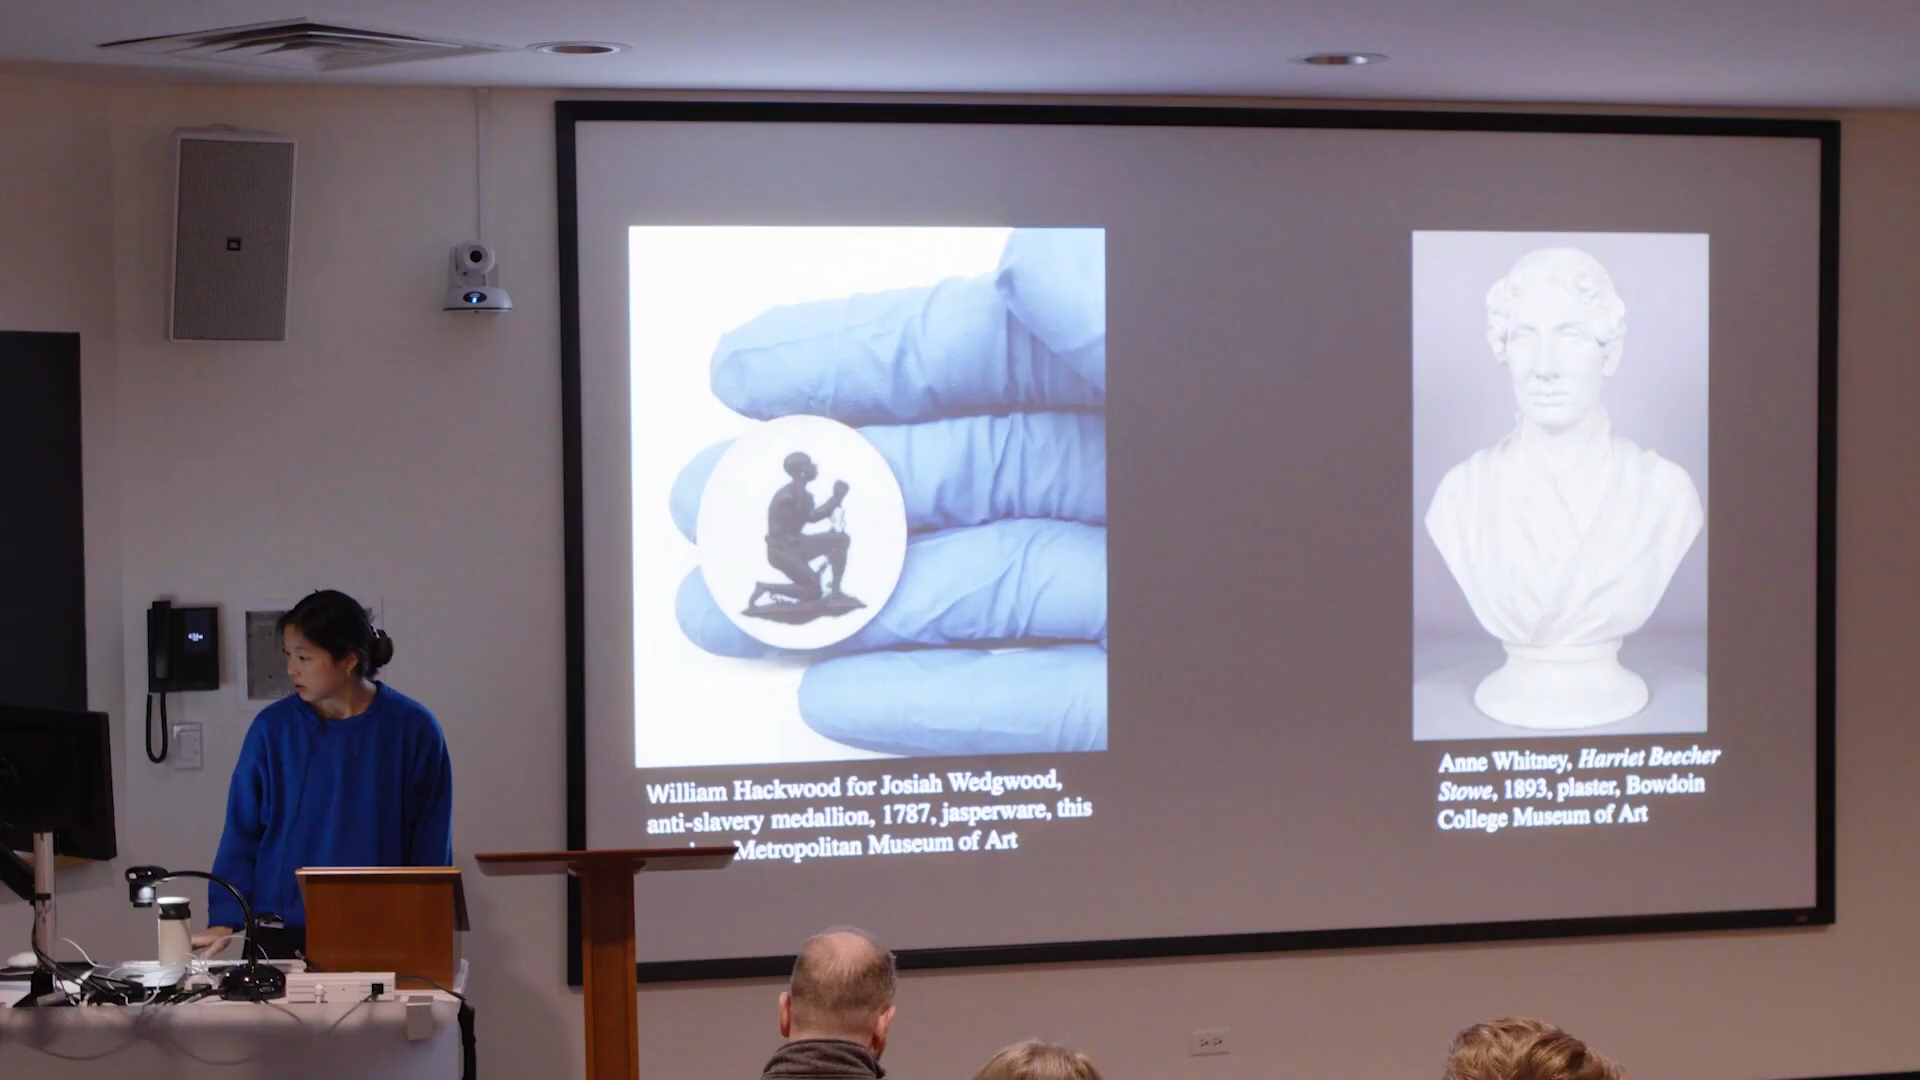 William Hackwood for Josiah Wedgwood,
anti-slavery medallion, 1787, jasperware, this
Metropolitan Museum of Art
Anne Whitney, Harriet Beecher
Stowe, 1893, plaster, Bowdoin
College Museum of Art